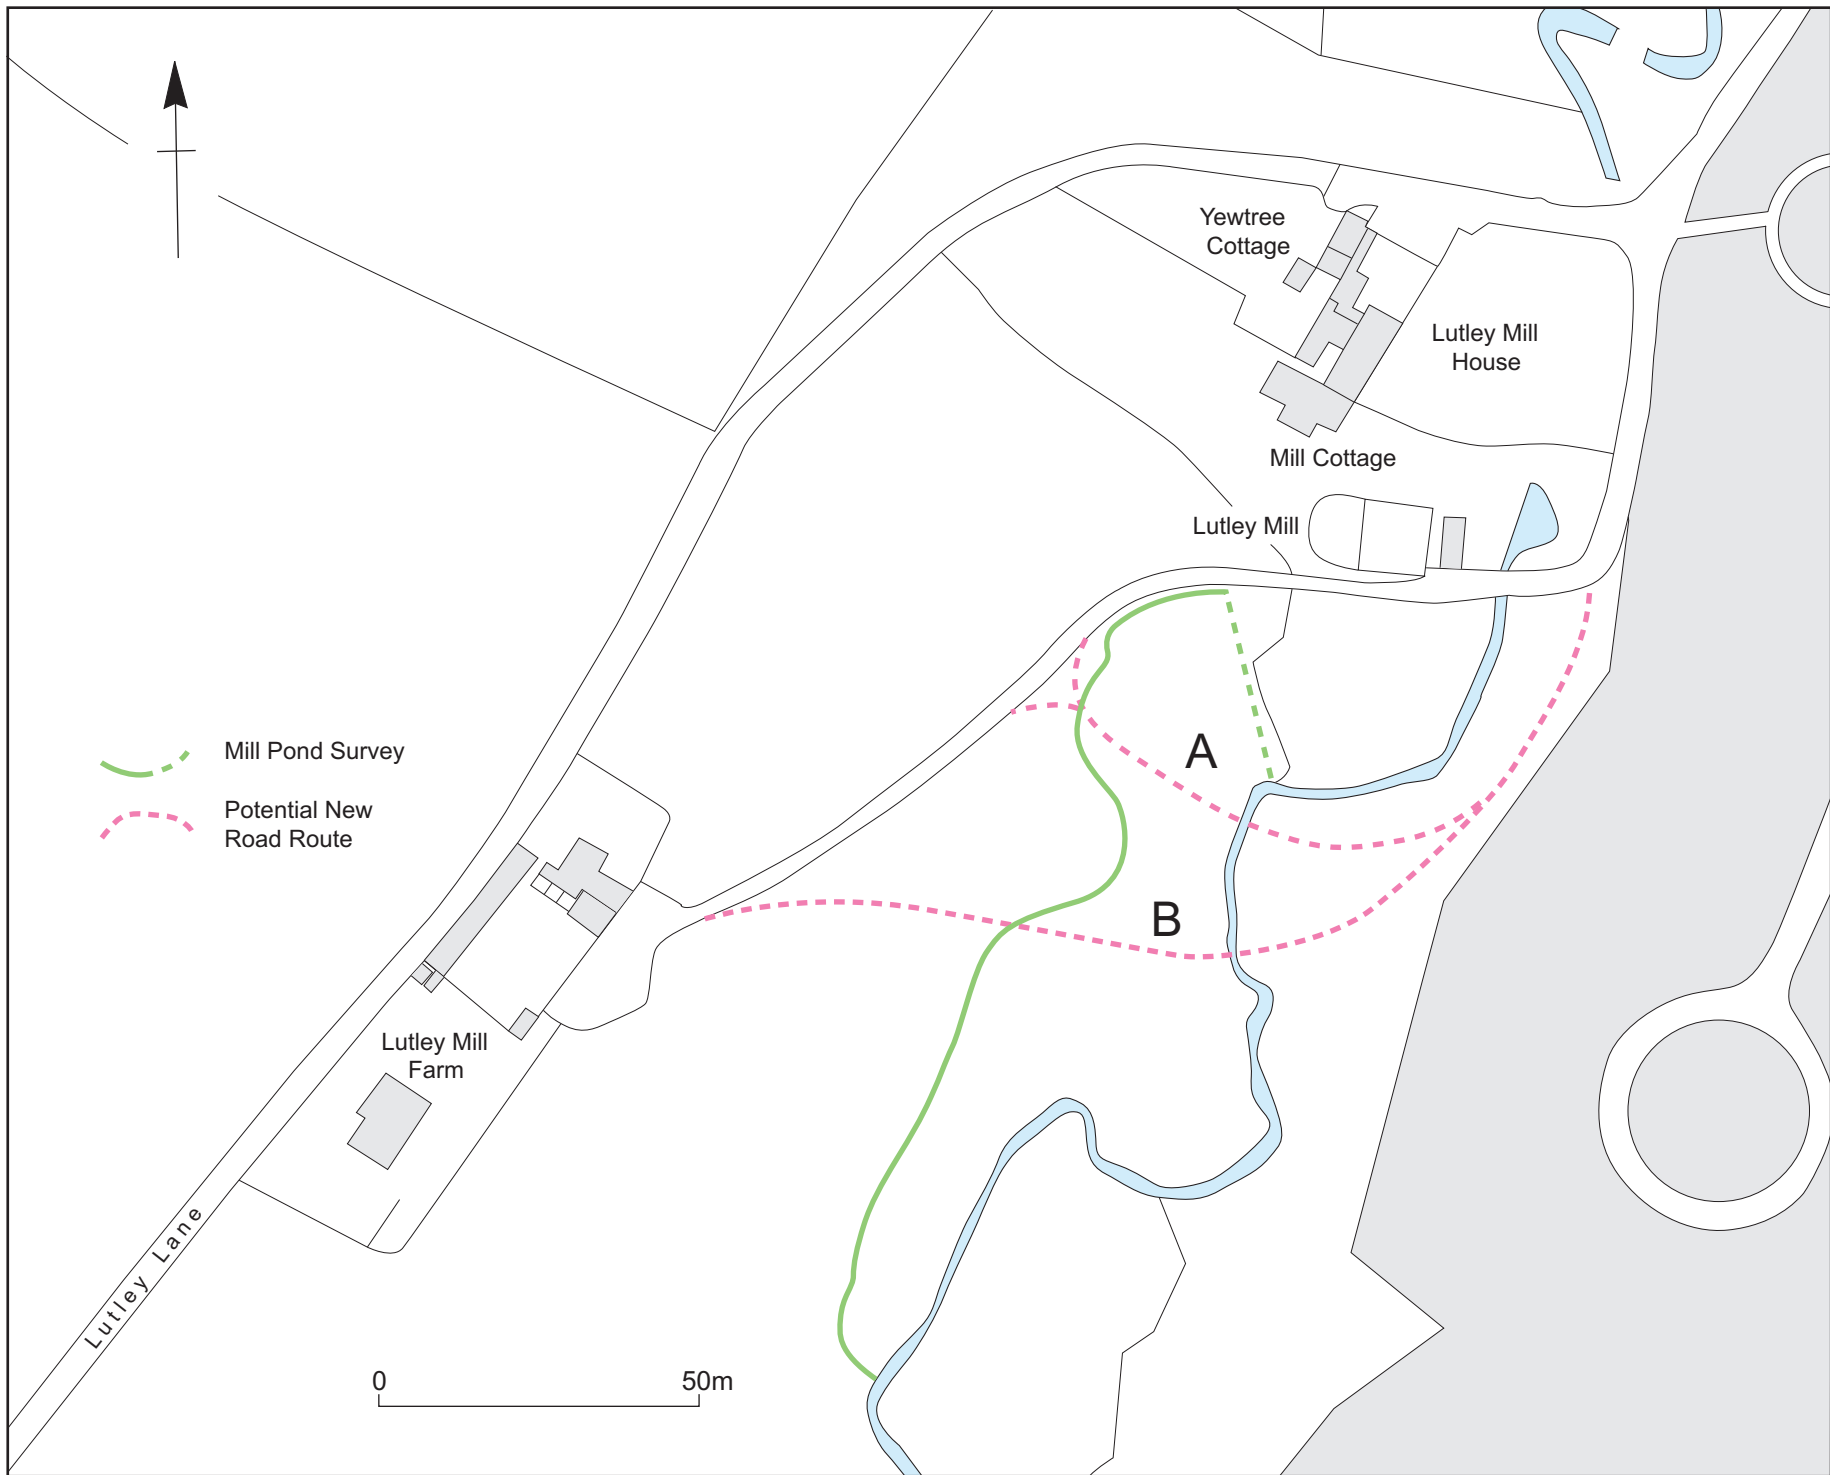 Yewtree
Cottage
Lutley Mill
House
Mill Cottage
Lutley Mill
A
Mill Pond Survey
Potential New
Road Route
B
Lutley Mill
Farm
Lutley Lane
0 50m